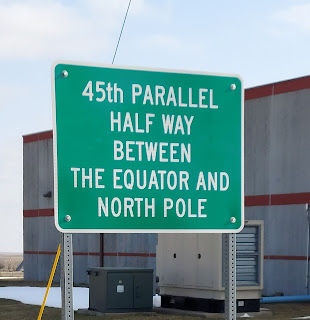 45th PARALLEL
HALF WAY
BETWEEN
THE EQUATOR AND
NORTH POLE